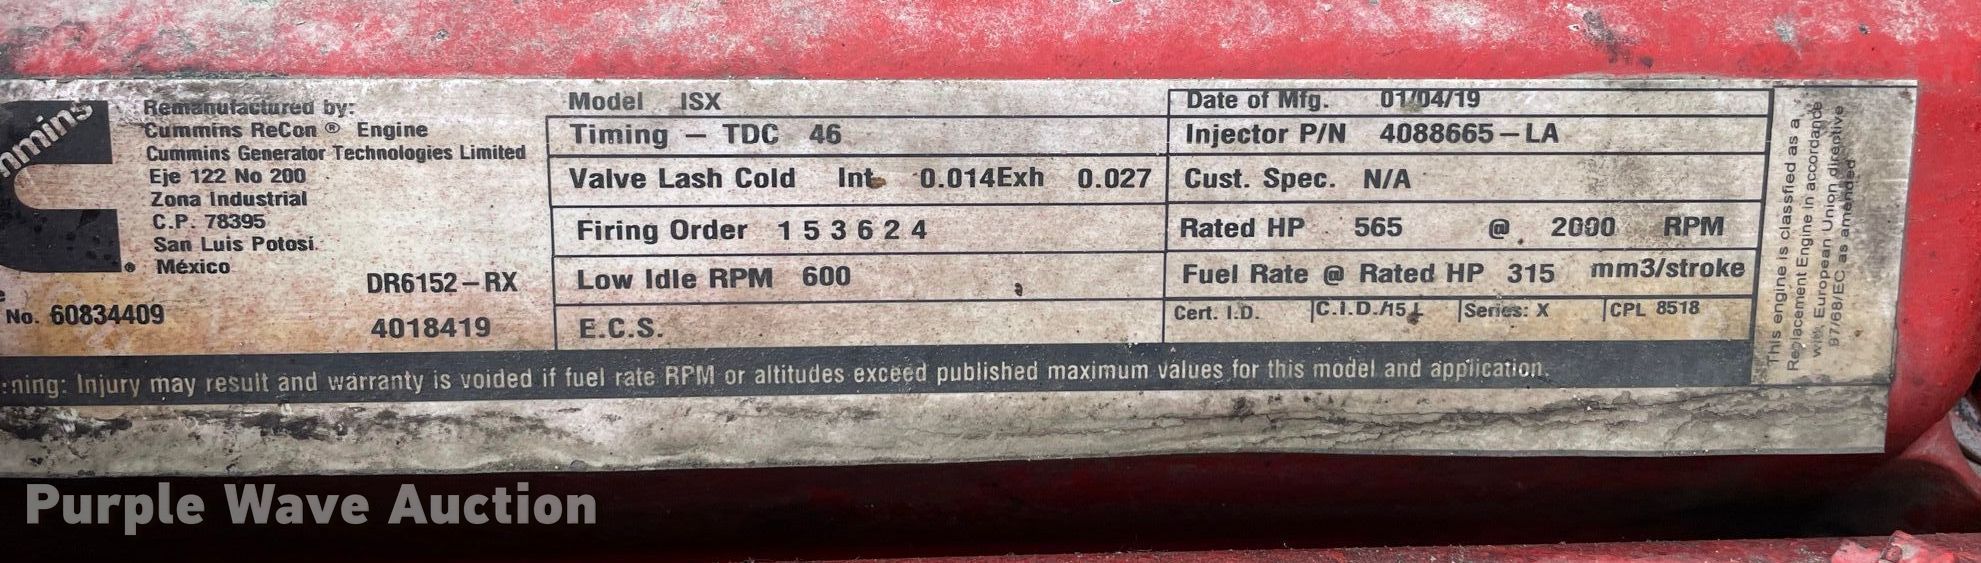 Remanufactured by:
Cummins ReCon ® Engine
Cummins Generator Technologies Limited
Eje 122 No 200
Zona Industrial
C.P. 78395
San Luis Potosi.
México
DR6152-RX
No. 60834409
4018419
Model ISX
Timing - TDC 46
Valve Lash Cold Int. 0.014Exh 0.027
Firing Order 1 5 3 6 2 4
Low Idle RPM 600
E.C.S.
Date of Mfg. 01/04/19
Injector P/N 4088665-LA
Cust. Spec. N/A
Rated HP 565 @ 2000 RPM
Fuel Rate @ Rated HP 315 mm3/stroke
Cert. I.D. C.I.D./15 L Series: X CPL 8518
This engine is classfied as a
Replacement Engine in accordance
with European Union directive
97/68/EC as amended
Injury may result and warranty is voided if fuel rate RPM or altitudes exceed published maximum values for this model and application.
Purple Wave Auction